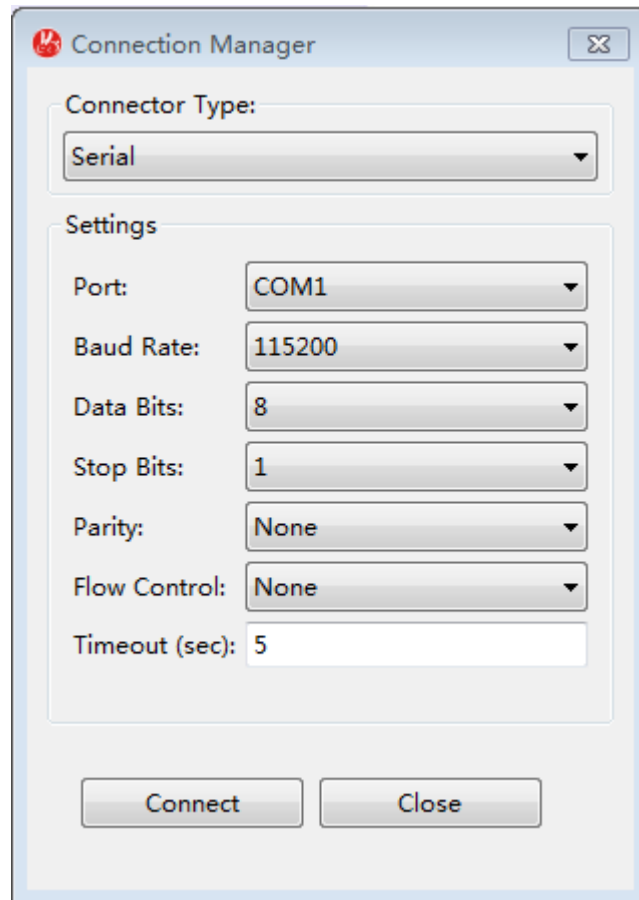 Connection Manager
Connector Type:
Serial
Settings
Port: COM1
Baud Rate: 115200
Data Bits: 8
Stop Bits: 1
Parity: None
Flow Control: None
Timeout (sec): 5
Connect Close